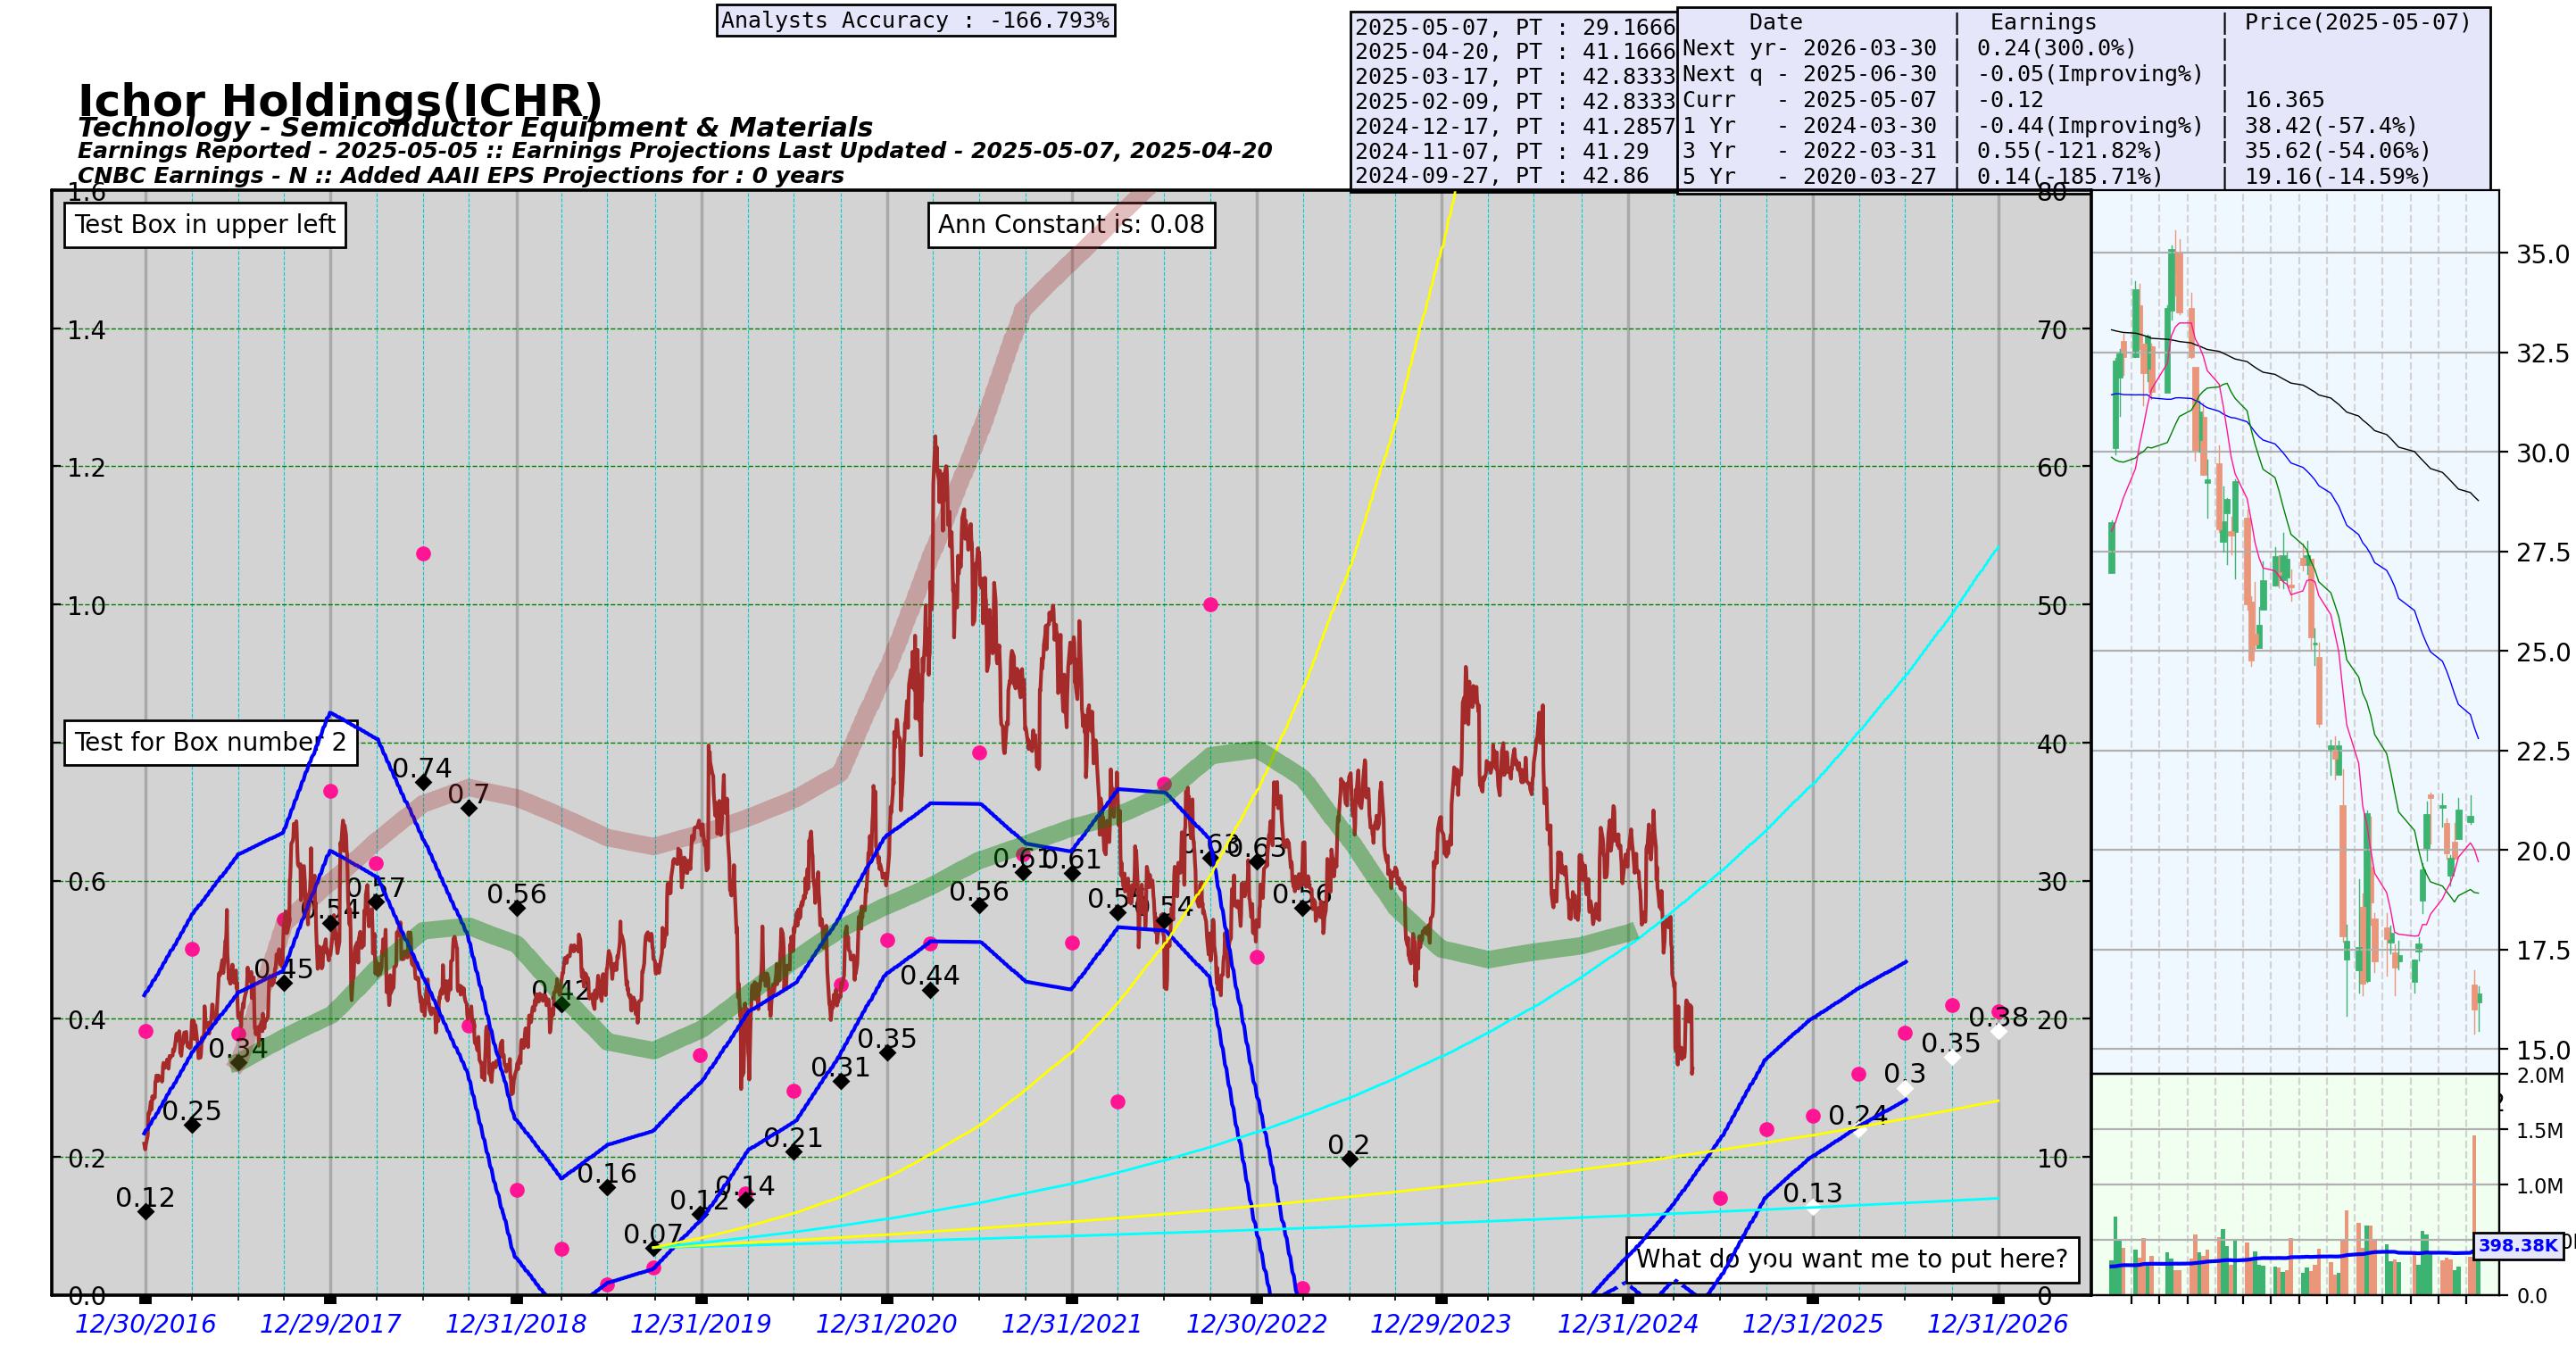 Analysts Accuracy : -166.793%
2025-05-07, PT : 29.1666
2025-04-20, PT : 41.1666
2025-03-17, PT : 42.8333
2025-02-09, PT : 42.8333
2024-12-17, PT : 41.2857
2024-11-07, PT : 41.29
2024-09-27, PT : 42.86
Date | Earnings | Price(2025-05-07)
Next yr- 2026-03-30 | 0.24(300.0%) |
Next q - 2025-06-30 | -0.05(Improving%) |
Curr - 2025-05-07 | -0.12 | 16.365
1 Yr - 2024-03-30 | -0.44(Improving%) | 38.42(-57.4%)
3 Yr - 2022-03-31 | 0.55(-121.82%) | 35.62(-54.06%)
5 Yr - 2020-03-27 | 0.14(-185.71%) | 19.16(-14.59%)
Ichor Holdings(ICHR)
Technology - Semiconductor Equipment & Materials
Earnings Reported - 2025-05-05 :: Earnings Projections Last Updated - 2025-05-07, 2025-04-20
CNBC Earnings - N :: Added AAII EPS Projections for : 0 years
Test Box in upper left
Ann Constant is: 0.08
Test for Box number 2
What do you want me to put here?
1.6
1.4
1.2
1.0
0.6
0.4
0.2
0.0
80
70
60
50
40
30
20
10
0
0.12
0.25
0.34
0.45
0.54
0.57
0.74
0.7
0.56
0.42
0.16
0.07
0.12
0.14
0.21
0.31
0.35
0.44
0.56
0.61
0.61
0.54
0.63
0.63
0.56
0.2
0.13
0.24
0.3
0.35
0.38
12/30/2016
12/29/2017
12/31/2018
12/31/2019
12/31/2020
12/31/2021
12/30/2022
12/29/2023
12/31/2024
12/31/2025
12/31/2026
35.0
32.5
30.0
27.5
25.0
22.5
20.0
17.5
15.0
2.0M
1.5M
1.0M
398.38K
0.0